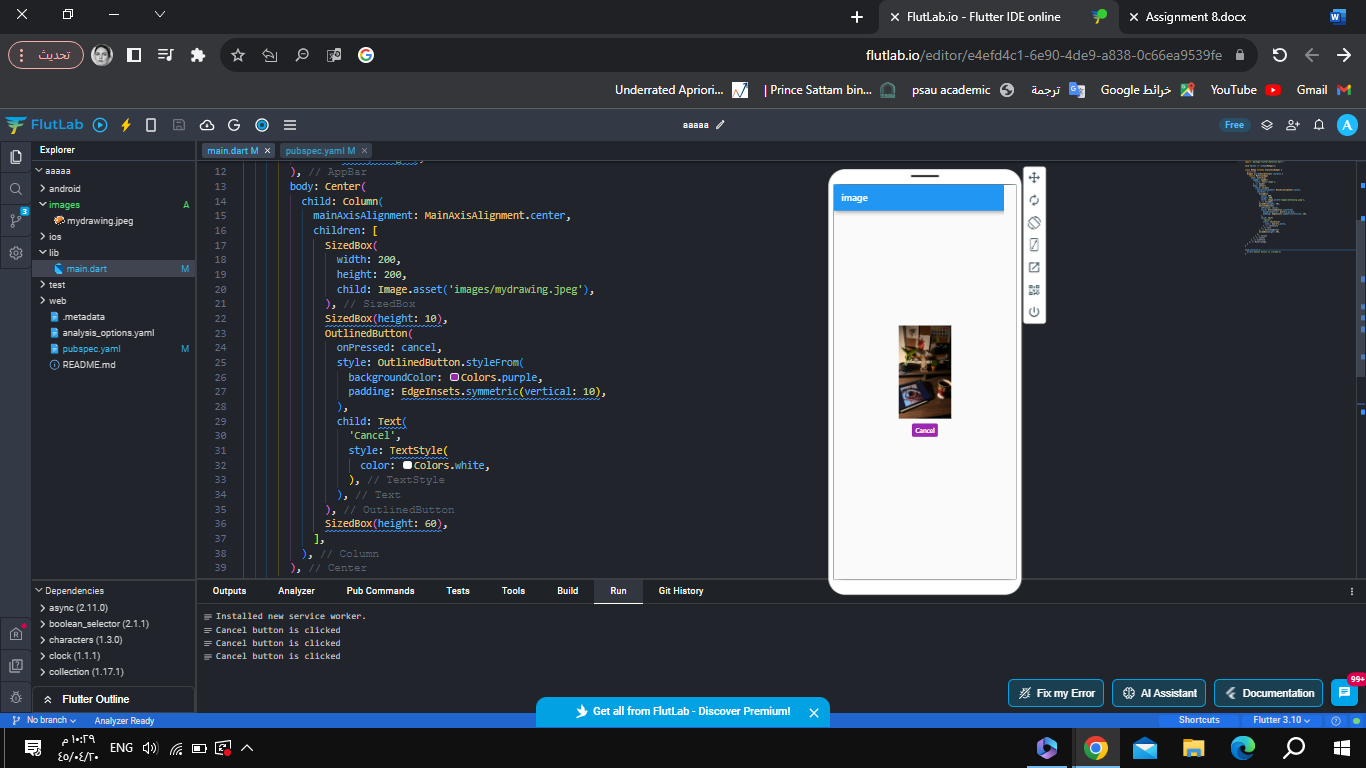 FlutLab.io - Flutter IDE online
Assignment 8.docx
تحديث
flutlab.io/editor/e4efd4c1-6e90-4de9-a838-0c66ea9539fe
Underrated Apriori...
| Prince Sattam bin...
psau academic
ترجمة
خرائط Google
YouTube
Gmail
FlutLab
aaaaa
Free
A
Explorer
main.dart M
pubspec.yaml M
aaaaa
android
images A
mydrawing.jpeg
ios
lib
main.dart M
test
web
.metadata
analysis_options.yaml
pubspec.yaml M
README.md
3
12 ), // AppBar
13 body: Center(
14 child: Column(
15 mainAxisAlignment: MainAxisAlignment.center,
16 children: [
17 SizedBox(
18 width: 200,
19 height: 200,
20 child: Image.asset('images/mydrawing.jpeg'),
21 ), // SizedBox
22 SizedBox(height: 10),
23 OutlinedButton(
24 onPressed: cancel,
25 style: OutlinedButton.styleFrom(
26 backgroundColor: Colors.purple,
27 padding: EdgeInsets.symmetric(vertical: 10),
28 ),
29 child: Text(
30 'Cancel',
31 style: TextStyle(
32 color: Colors.white,
33 ), // TextStyle
34 ), // Text
35 ), // OutlinedButton
36 SizedBox(height: 60),
37 ],
38 ), // Column
39 ), // Center
image
Cancel
Dependencies
async (2.11.0)
boolean_selector (2.1.1)
characters (1.3.0)
clock (1.1.1)
collection (1.17.1)
Flutter Outline
Outputs
Analyzer
Pub Commands
Tests
Tools
Build
Run
Git History
Installed new service worker.
Cancel button is clicked
Cancel button is clicked
Cancel button is clicked
Fix my Error
AI Assistant
Documentation
99+
Get all from FlutLab - Discover Premium!
No branch
Analyzer Ready
Shortcuts
Flutter 3.10
١٠:٢٩ م
٤٥/٠٤/٢٠
ENG